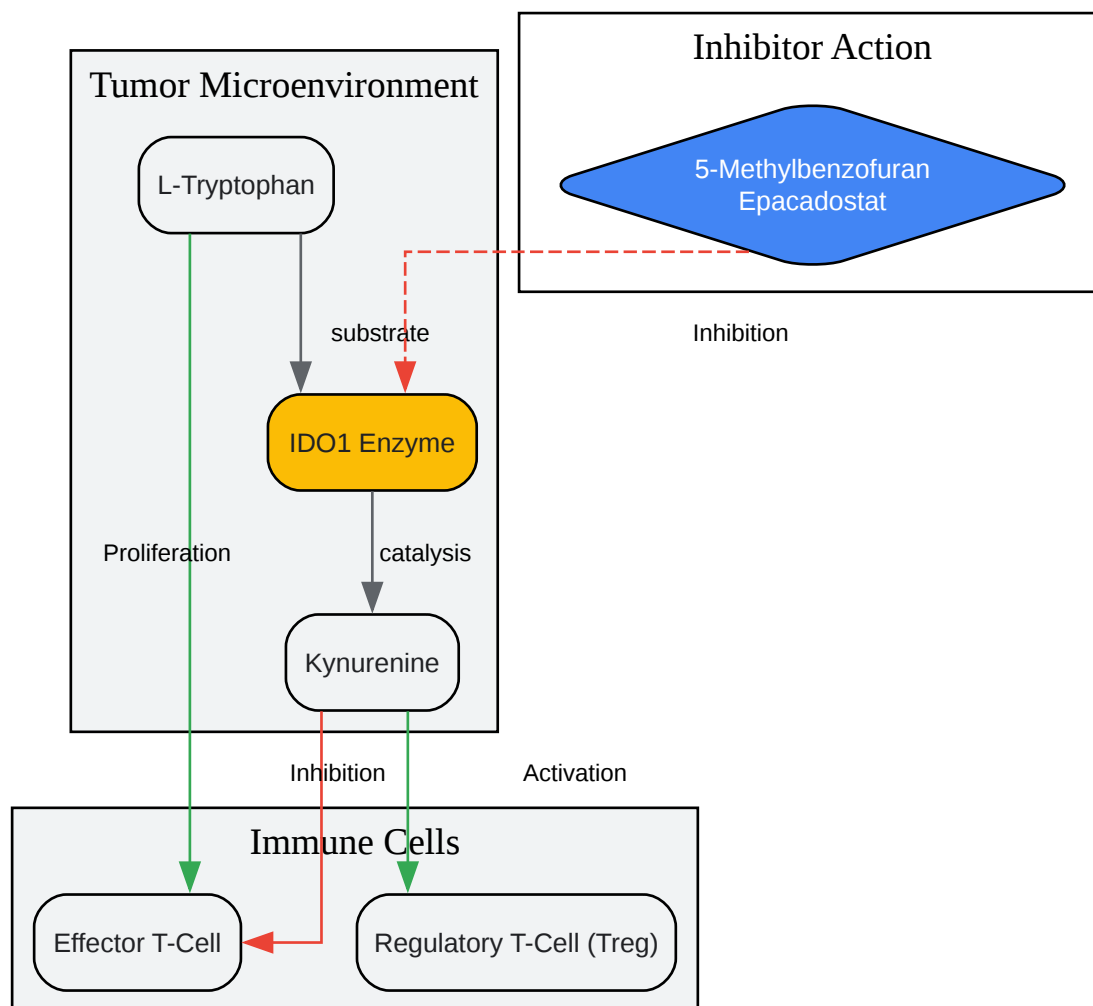 Inhibitor Action
Tumor Microenvironment
5-Methylbenzofuran
Epacadostat
L-Tryptophan
substrate
Inhibition
IDO1 Enzyme
Proliferation
catalysis
Kynurenine
Inhibition
Activation
Immune Cells
Effector T-Cell
Regulatory T-Cell (Treg)